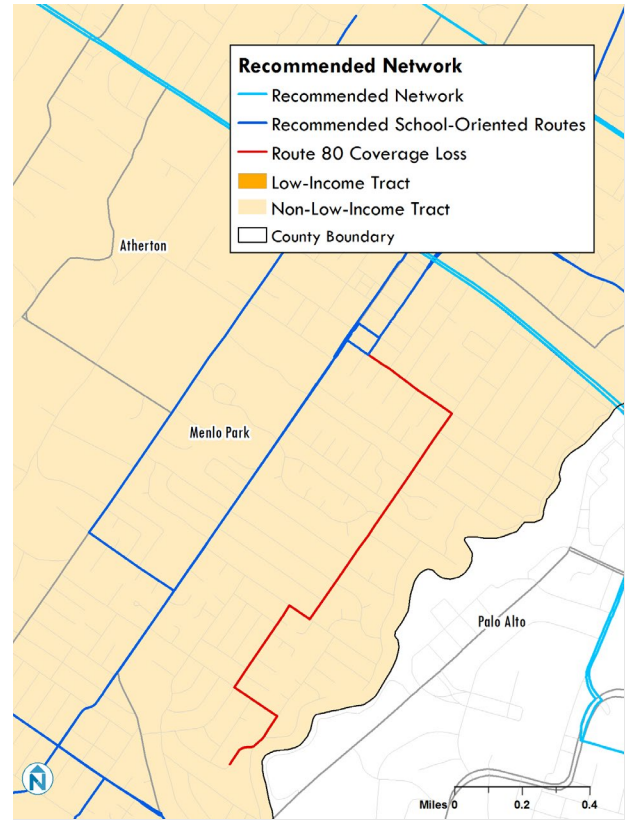 Recommended Network
Recommended Network
Recommended School-Oriented Routes
Route 80 Coverage Loss
Low-Income Tract
Non-Low-Income Tract
County Boundary
Atherton
Menlo Park
Palo Alto
N
Miles 0 0.2 0.4